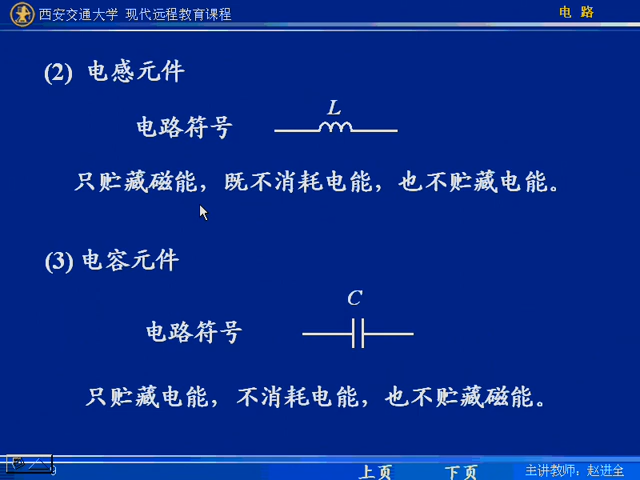 西安交通大学 现代远程教育课程
电 路
(2) 电感元件
L
电路符号
只贮藏磁能，既不消耗电能，也不贮藏电能。
(3) 电容元件
C
电路符号
只贮藏电能，不消耗电能，也不贮藏磁能。
上页 下页
主讲教师：赵进全